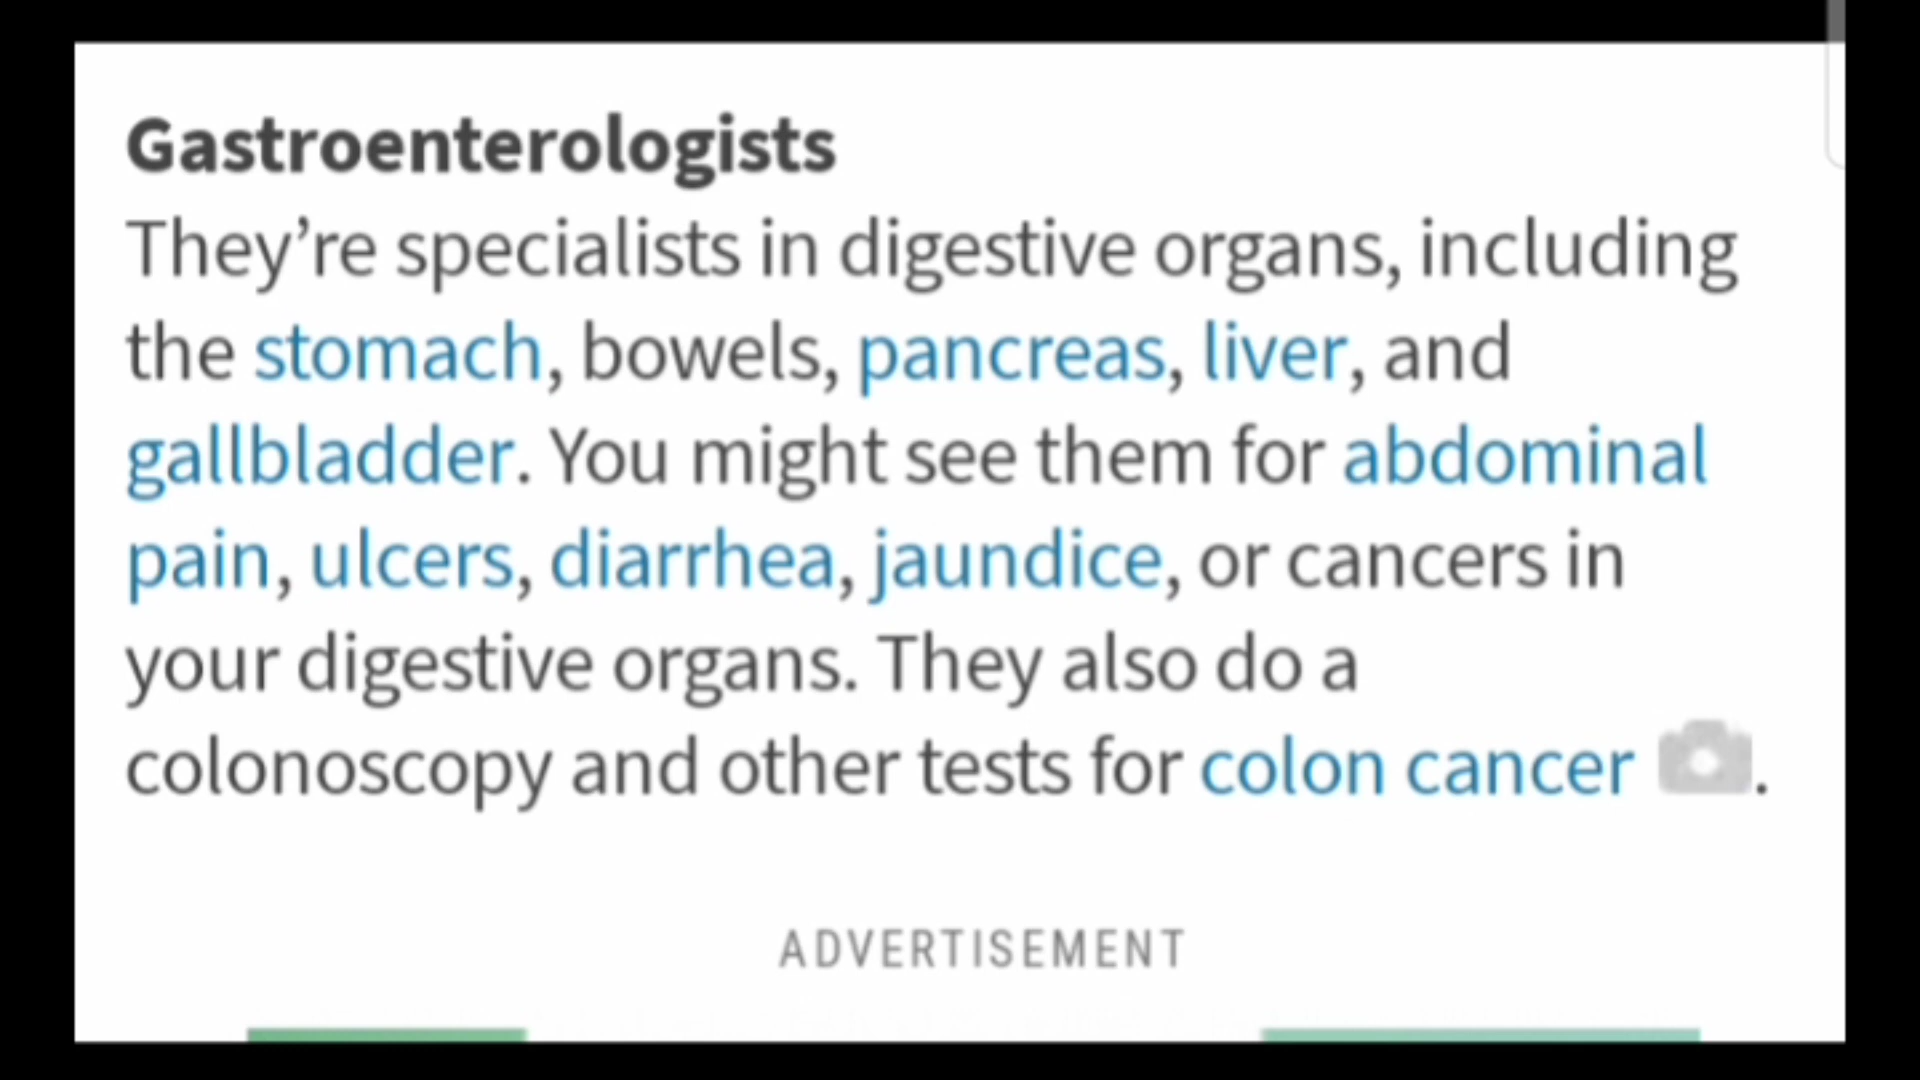 Gastroenterologists
They’re specialists in digestive organs, including
the stomach, bowels, pancreas, liver, and
gallbladder. You might see them for abdominal
pain, ulcers, diarrhea, jaundice, or cancers in
your digestive organs. They also do a
colonoscopy and other tests for colon cancer .
ADVERTISEMENT